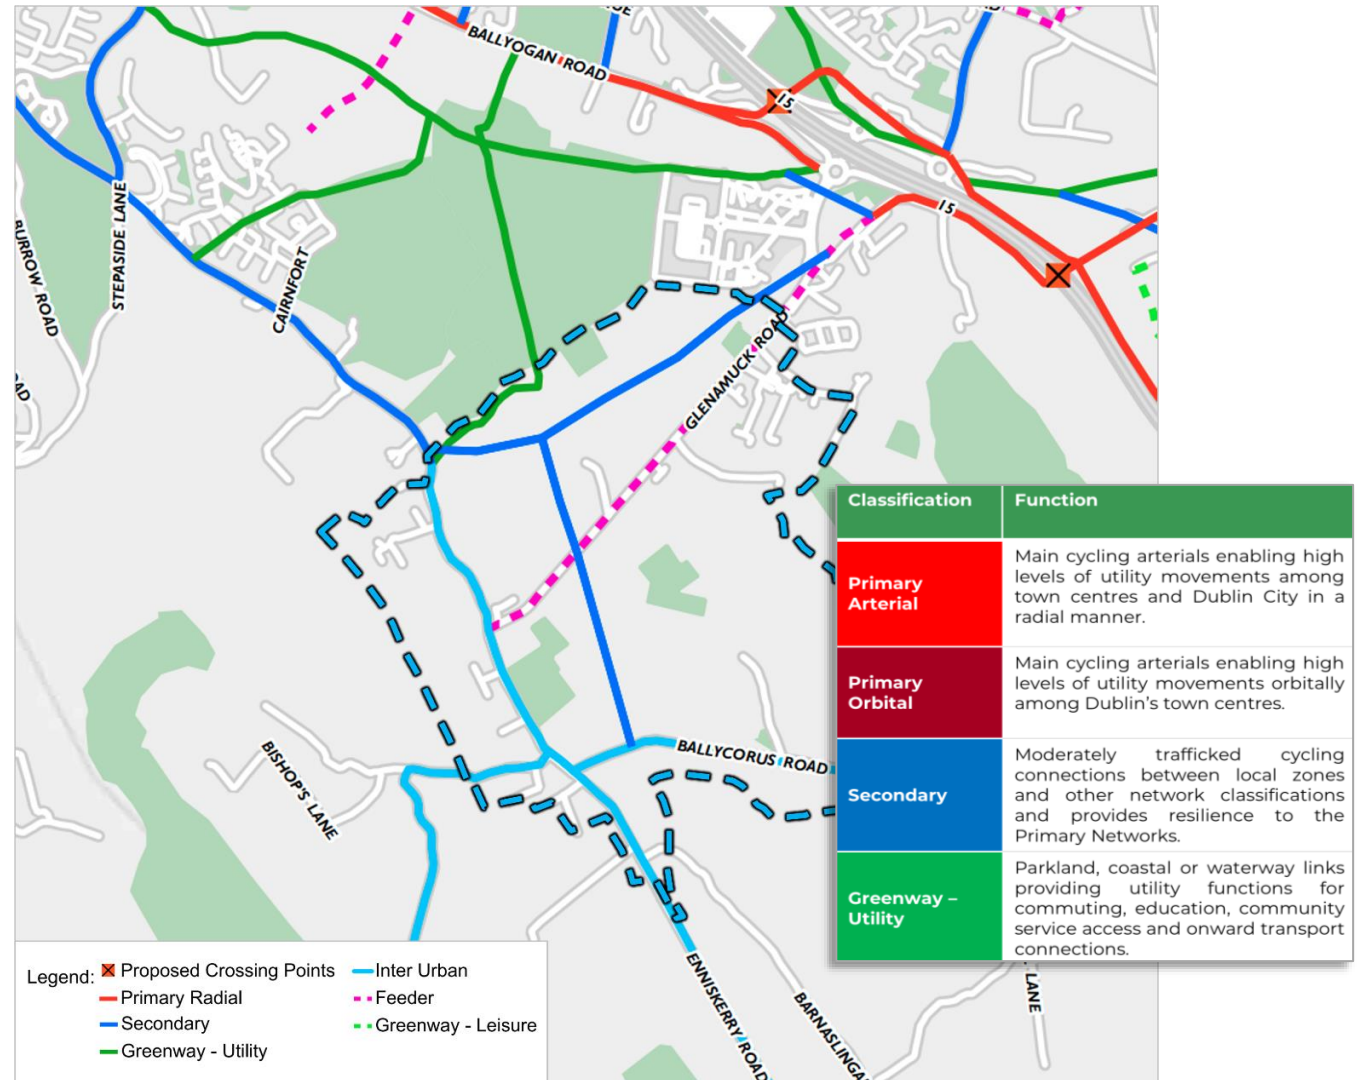 UE
BALLYOGAN ROAD
15
15
STEPASIDE LANE
BURROW ROAD
CAIRNFORT
AD
GLENAMUCK ROAD
BALLYCORUS ROAD
BISHOP'S LANE
ENNISKERRY ROAD
BARNASLINGA
LANE
Classification Function
Primary Arterial
Main cycling arterials enabling high
levels of utility movements among
town centres and Dublin City in a
radial manner.
Primary
Orbital
Main cycling arterials enabling high
levels of utility movements orbitally
among Dublin's town centres.
Secondary
Moderately trafficked cycling
connections between local zones
and other network classifications
and provides resilience to the
Primary Networks.
Greenway –
Utility
Parkland, coastal or waterway links
providing utility functions for
commuting, education, community
service access and onward transport
connections.
Legend:
Proposed Crossing Points
Primary Radial
Secondary
Greenway - Utility
Inter Urban
Feeder
Greenway - Leisure